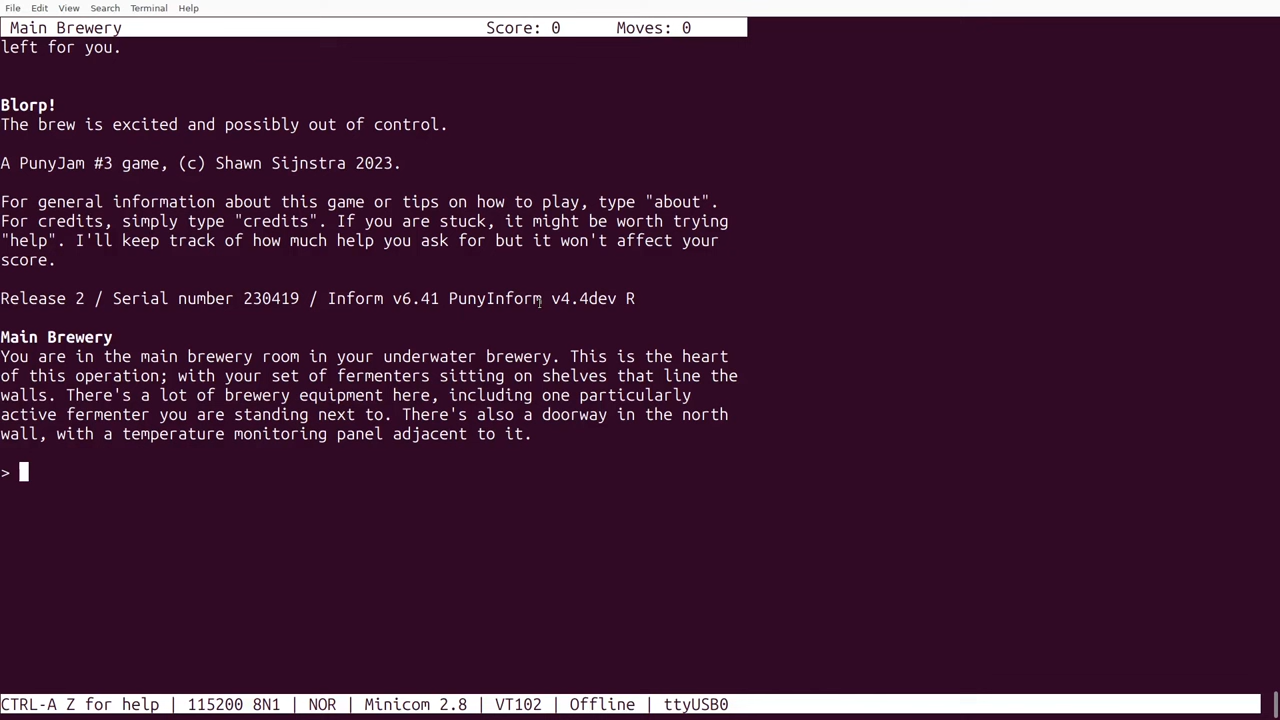 File Edit View Search Terminal Help
Main Brewery Score: 0 Moves: 0
left for you.
Blorp!
The brew is excited and possibly out of control.
A PunyJam #3 game, (c) Shawn Sijnstra 2023.
For general information about this game or tips on how to play, type "about".
For credits, simply type "credits". If you are stuck, it might be worth trying
"help". I'll keep track of how much help you ask for but it won't affect your
score.
Release 2 / Serial number 230419 / Inform v6.41 PunyInform v4.4dev R
Main Brewery
You are in the main brewery room in your underwater brewery. This is the heart
of this operation; with your set of fermenters sitting on shelves that line the
walls. There's a lot of brewery equipment here, including one particularly
active fermenter you are standing next to. There's also a doorway in the north
wall, with a temperature monitoring panel adjacent to it.
>
CTRL-A Z for help | 115200 8N1 | NOR | Minicom 2.8 | VT102 | Offline | ttyUSB0